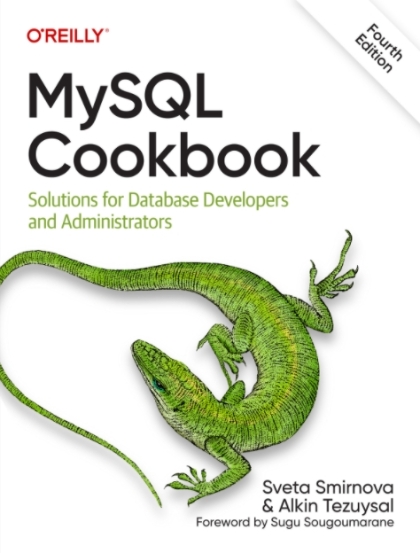 O'REILLY®
Fourth
Edition
MySQL
Cookbook
Solutions for Database Developers
and Administrators
Sveta Smirnova
& Alkin Tezuysal
Foreword by Sugu Sougoumarane